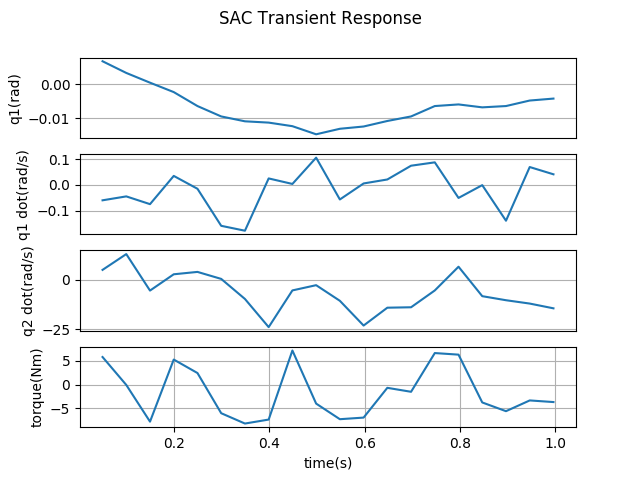 SAC Transient Response
q1(rad)
0.00
−0.01
q1 dot(rad/s)
0.1
0.0
−0.1
q2 dot(rad/s)
0
−25
torque(Nm)
5
0
−5
0.2 0.4 0.6 0.8 1.0
time(s)